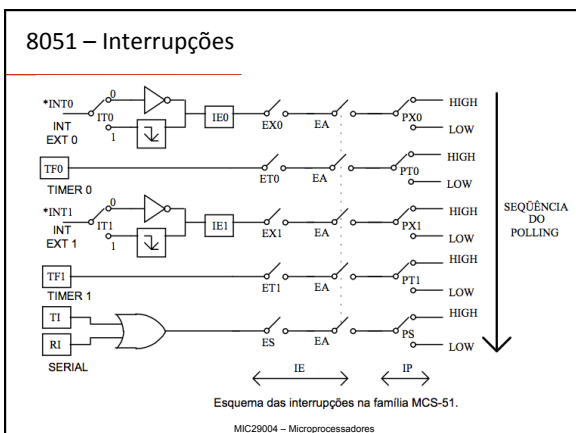 8051 – Interrupções
*INT0
INT
EXT 0
IT0
0
1
IE0
EX0
EA
PX0
HIGH
LOW
TF0
TIMER 0
ET0
EA
PT0
HIGH
LOW
*INT1
INT
EXT 1
IT1
0
1
IE1
EX1
EA
PX1
HIGH
LOW
TF1
TIMER 1
ET1
EA
PT1
HIGH
LOW
TI
RI
SERIAL
ES
EA
PS
HIGH
LOW
SEQÜÊNCIA
DO
POLLING
IE
IP
Esquema das interrupções na família MCS-51.
MIC29004 – Microprocessadores